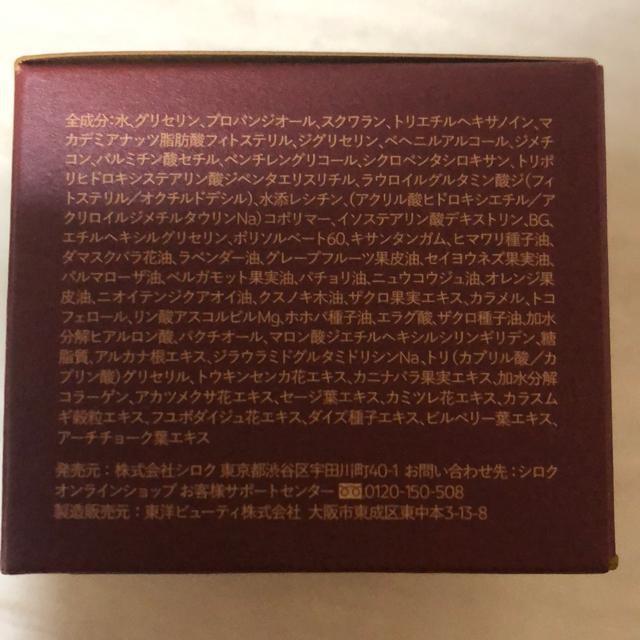 全成分:水、グリセリン、プロパンジオール、スクワラン、トリエチルヘキサノイン、マ
カデミアナッツ脂肪酸フィトステリル、ジグリセリン、ベヘニルアルコール、ジメチ
コン、パルミチン酸セチル、ペンチレングリコール、シクロペンタシロキサン、トリポ
リヒドロキシステアリン酸ジペンタエリスリチル、ラウロイルグルタミン酸ジ(フィ
トステリル/オクチルドデシル)、水添レシチン、(アクリル酸ヒドロキシエチル/ア
クリロイルジメチルタウリンNa)コポリマー、イソステアリン酸デキストリン、BG、
エチルヘキシルグリセリン、ポリソルベート60、キサンタンガム、ヒマワリ種子油、
ダマスクバラ花油、ラベンダー油、グレープフルーツ果皮油、セイヨウネズ果実油、
パルマローザ油、ベルガモット果実油、パチョリ油、ニュウコウジュ油、オレンジ果
皮油、ニオイテンジクアオイ油、クスノキ木油、ザクロ果実エキス、カラメル、トコ
フェロール、リン酸アスコルビルMg、ホホバ種子油、エラグ酸、ザクロ種子油、加水
分解ヒアルロン酸、バクチオール、マロン酸ジエチルヘキシルシリンギリデン、糖
脂質、アルカナ根エキス、ジラウラミドグルタミドリシンNa、トリ(カプリル酸/カ
プリン酸)グリセリル、トウキンセンカ花エキス、カニナバラ果実エキス、加水分解
コラーゲン、アカツメクサ花エキス、セージ葉エキス、カミツレ花エキス、カラスム
ギ穀粒エキス、フユボダイジュ花エキス、ダイズ種子エキス、ビルベリー葉エキス、
アーチチョーク葉エキス
発売元:株式会社シロク 東京都渋谷区宇田川町40-1 お問い合わせ先:シロク
オンラインショップ お客様サポートセンター 0120-150-508
製造販売元:東洋ビューティ株式会社 大阪市東成区東中本3-13-8